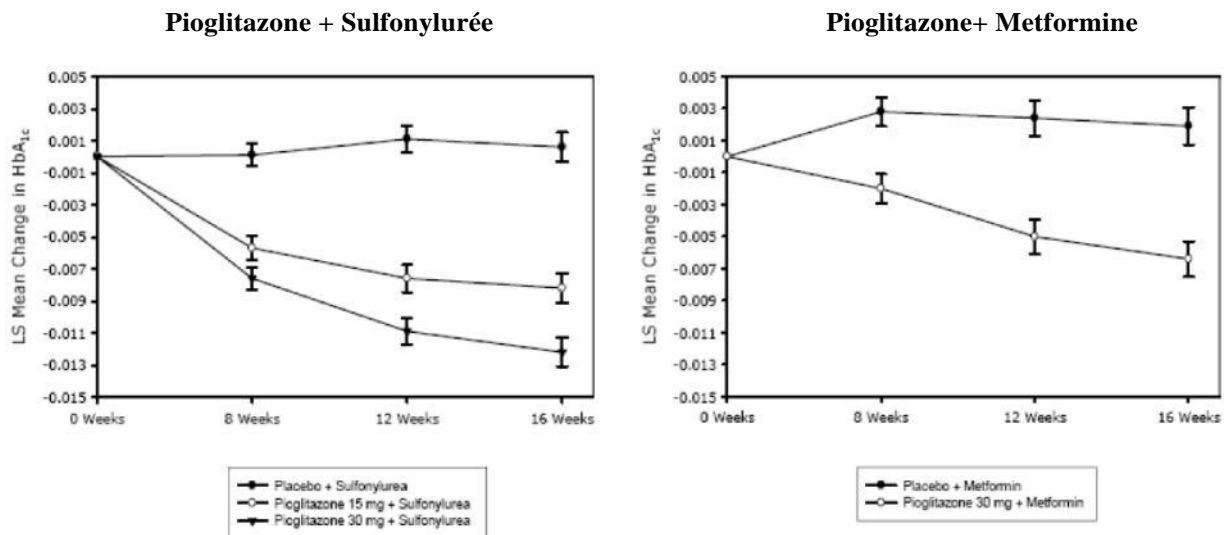 Pioglitazone + Sulfonylurée
LS Mean Change in HbA1c
0.005
0.003
0.001
-0.001
-0.003
-0.005
-0.007
-0.009
-0.011
-0.013
-0.015
0 Weeks 8 Weeks 12 Weeks 16 Weeks
Placebo + Sulfonylurea
Pioglitazone 15 mg + Sulfonylurea
Pioglitazone 30 mg + Sulfonylurea
Pioglitazone+ Metformine
LS Mean Change in HbA1c
0.005
0.003
0.001
-0.001
-0.003
-0.005
-0.007
-0.009
-0.011
-0.013
-0.015
0 Weeks 8 Weeks 12 Weeks 16 Weeks
Placebo + Metformin
Pioglitazone 30 mg + Metformin